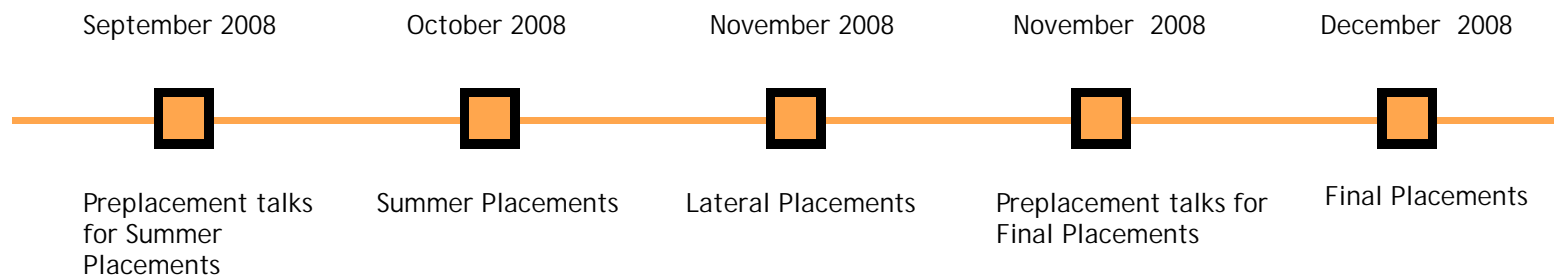 September 2008
October 2008
November 2008
November 2008
December 2008
Preplacement talks
for Summer
Placements
Summer Placements
Lateral Placements
Preplacement talks for
Final Placements
Final Placements